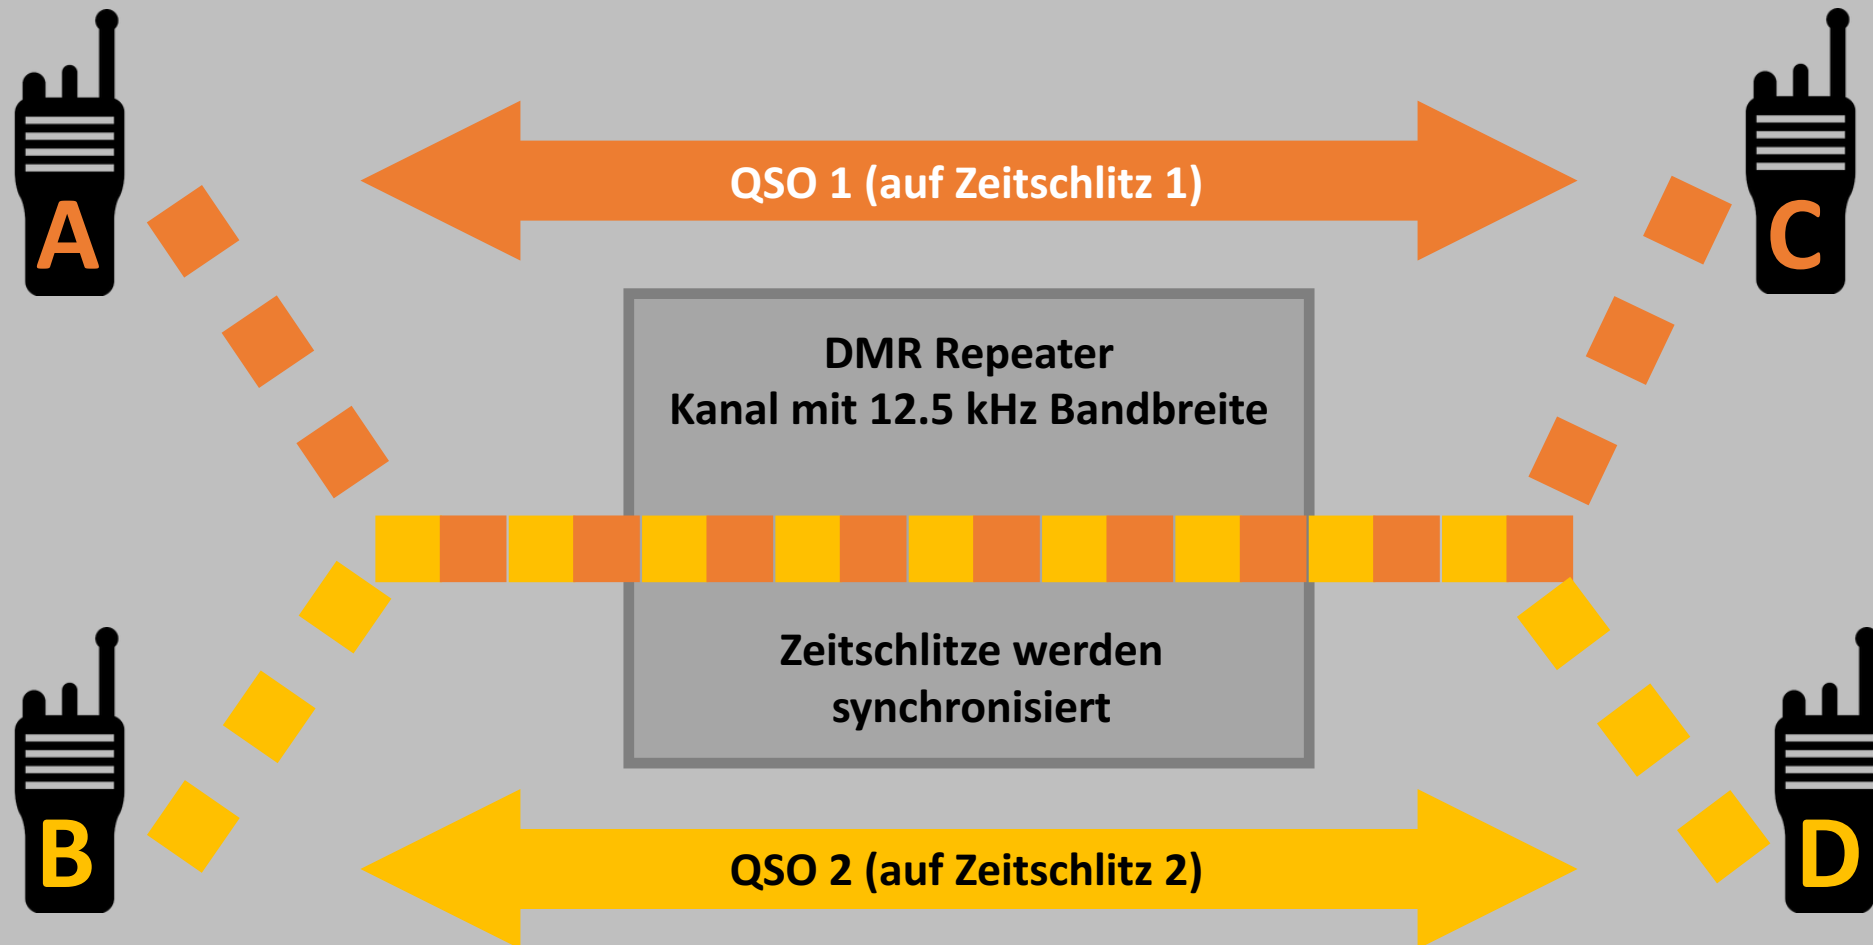 A
QSO 1 (auf Zeitschlitz 1)
C
DMR Repeater
Kanal mit 12.5 kHz Bandbreite
Zeitschlitze werden
synchronisiert
B
QSO 2 (auf Zeitschlitz 2)
D